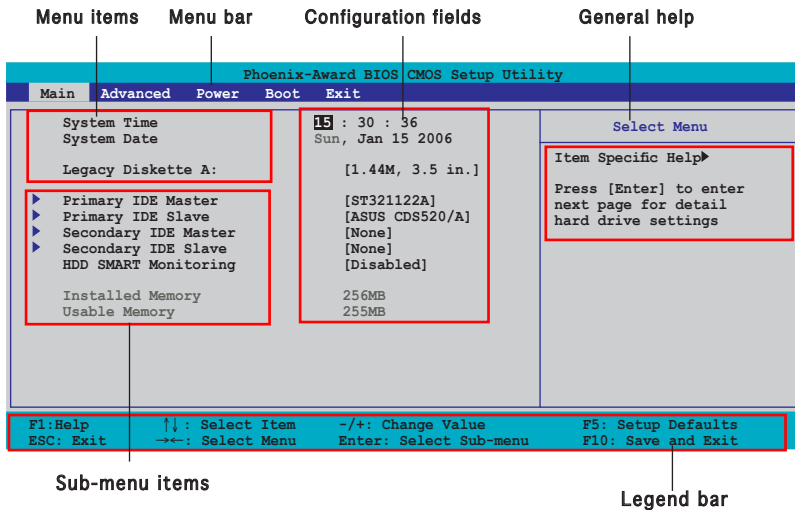 Menu items Menu bar Configuration fields General help
Phoenix-Award BIOS CMOS Setup Utility
Main Advanced Power Boot Exit
System Time 15 : 30 : 36
System Date Sun, Jan 15 2006
Legacy Diskette A: [1.44M, 3.5 in.]
Primary IDE Master [ST321122A]
Primary IDE Slave [ASUS CDS520/A]
Secondary IDE Master [None]
Secondary IDE Slave [None]
HDD SMART Monitoring [Disabled]
Installed Memory 256MB
Usable Memory 255MB
Select Menu
Item Specific Help
Press [Enter] to enter
next page for detail
hard drive settings
F1:Help ↑↓ : Select Item -/+: Change Value F5: Setup Defaults
ESC: Exit →←: Select Menu Enter: Select Sub-menu F10: Save and Exit
Sub-menu items
Legend bar